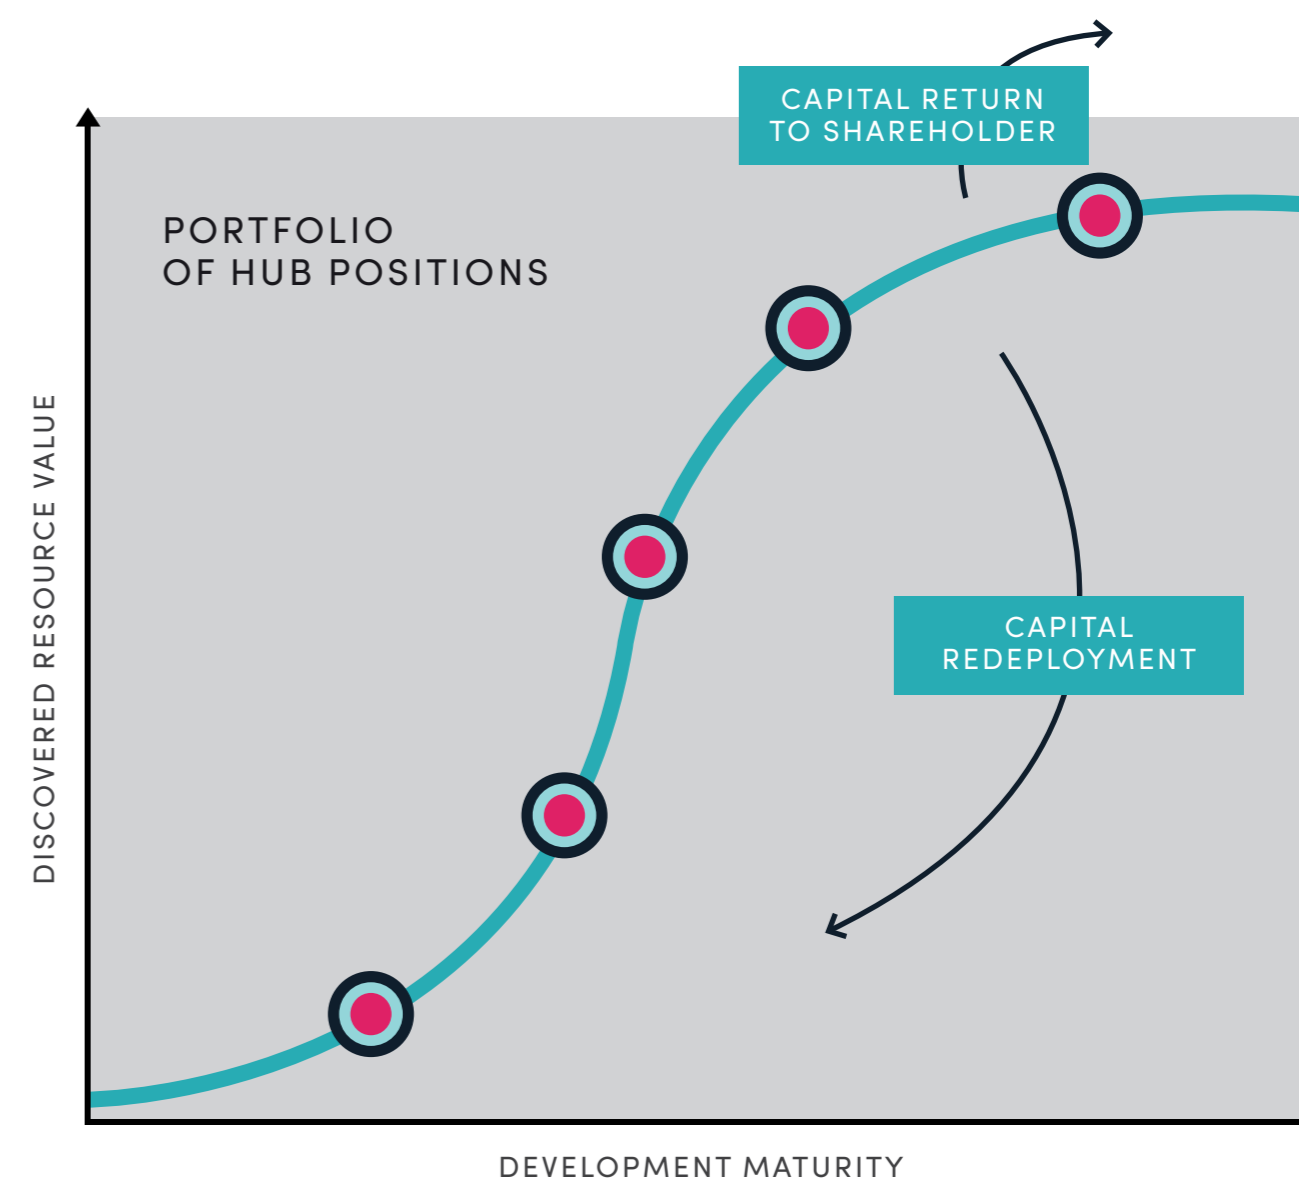 CAPITAL RETURN
TO SHAREHOLDER
PORTFOLIO
OF HUB POSITIONS
DISCOVERED RESOURCE VALUE
CAPITAL
REDEPLOYMENT
DEVELOPMENT MATURITY